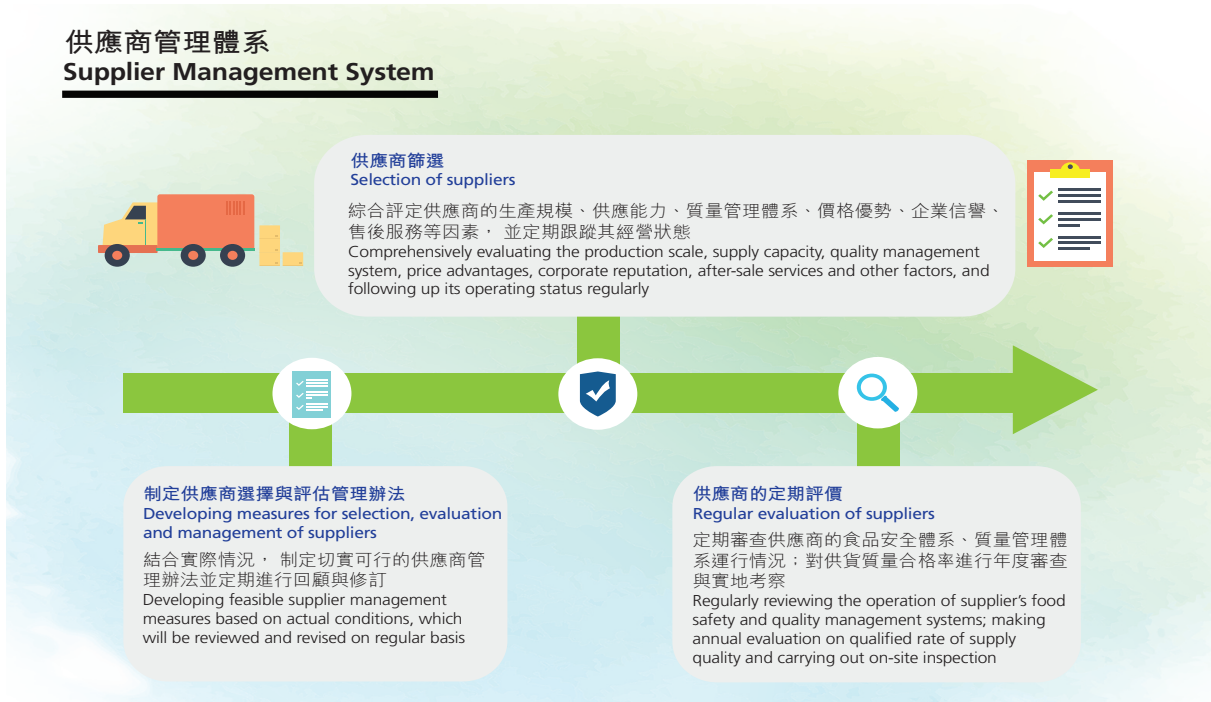 供應商管理體系
Supplier Management System
供應商篩選
Selection of suppliers
綜合評定供應商的生產規模、供應能力、質量管理體系、價格優勢、企業信譽、
售後服務等因素， 並定期跟蹤其經營狀態
Comprehensively evaluating the production scale, supply capacity, quality management
system, price advantages, corporate reputation, after-sale services and other factors, and
following up its operating status regularly
制定供應商選擇與評估管理辦法
Developing measures for selection, evaluation
and management of suppliers
結合實際情況， 制定切實可行的供應商管
理辦法並定期進行回顧與修訂
Developing feasible supplier management
measures based on actual conditions, which
will be reviewed and revised on regular basis
供應商的定期評價
Regular evaluation of suppliers
定期審查供應商的食品安全體系、質量管理體
系運行情況；對供貨質量合格率進行年度審查
與實地考察
Regularly reviewing the operation of supplier’s food
safety and quality management systems; making
annual evaluation on qualified rate of supply
quality and carrying out on-site inspection